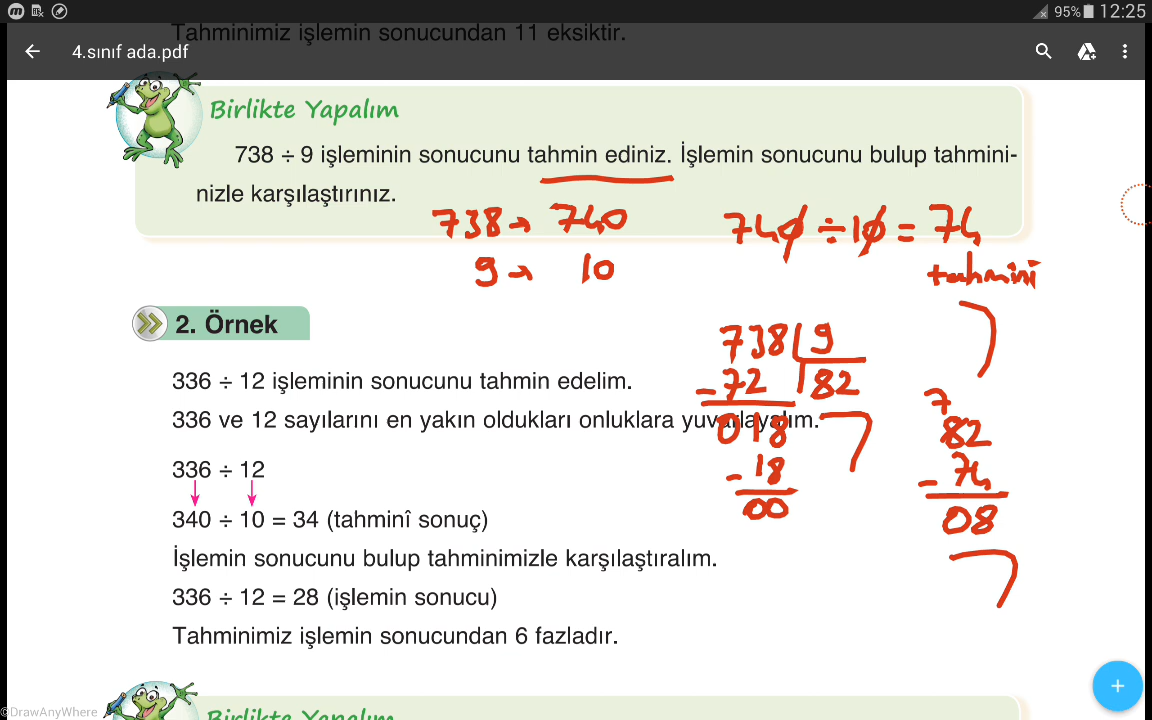 95% 12:25
Tahminimiz işlemin sonucundan 11 eksiktir.
4.sınıf ada.pdf
Birlikte Yapalım
738 ÷ 9 işleminin sonucunu tahmin ediniz. İşlemin sonucunu bulup tahmini-
nizle karşılaştırınız.
738 → 740
9 → 10
740 ÷ 10 = 74
tahmini
2. Örnek
336 ÷ 12 işleminin sonucunu tahmin edelim.
336 ve 12 sayılarını en yakın oldukları onluklara yuvarlayalım.
336 ÷ 12
340 ÷ 10 = 34 (tahminî sonuç)
İşlemin sonucunu bulup tahminimizle karşılaştıralım.
336 ÷ 12 = 28 (işlemin sonucu)
Tahminimiz işlemin sonucundan 6 fazladır.
738 9
- 72 82
018
- 18
00
7
82
- 74
08
©DrawAnyWhere
Birlikte Yapalım